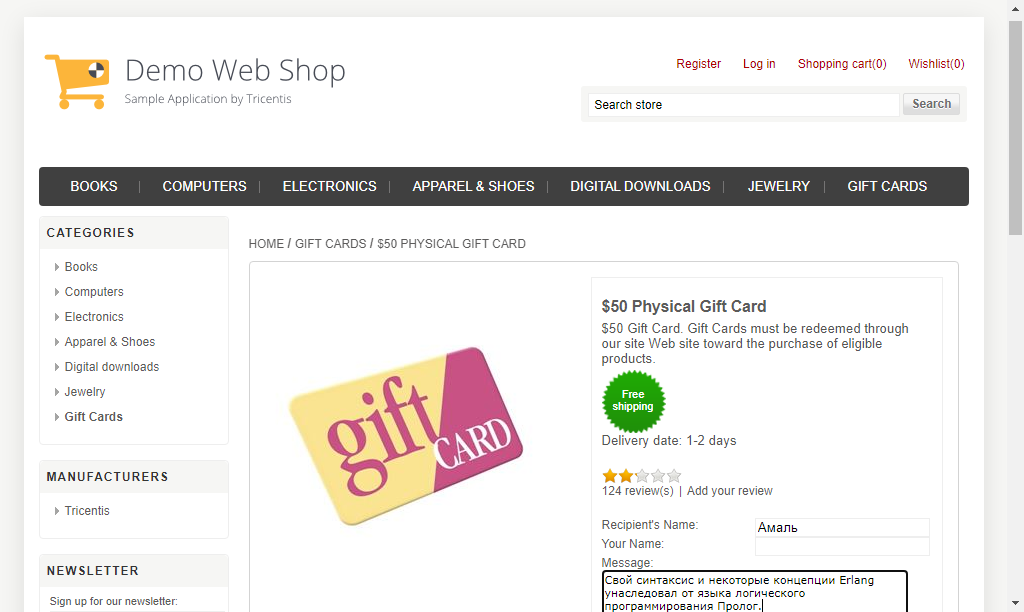 Demo Web Shop
Sample Application by Tricentis
Register Log in Shopping cart(0) Wishlist(0)
Search store Search
BOOKS | COMPUTERS | ELECTRONICS | APPAREL & SHOES | DIGITAL DOWNLOADS | JEWELRY | GIFT CARDS
CATEGORIES
Books
Computers
Electronics
Apparel & Shoes
Digital downloads
Jewelry
Gift Cards
MANUFACTURERS
Tricentis
NEWSLETTER
Sign up for our newsletter:
HOME / GIFT CARDS / $50 PHYSICAL GIFT CARD
gift
CARD
$50 Physical Gift Card
$50 Gift Card. Gift Cards must be redeemed through
our site Web site toward the purchase of eligible
products.
Free
shipping
Delivery date: 1-2 days
124 review(s) | Add your review
Recipient's Name: Амаль
Your Name:
Message:
Свой синтаксис и некоторые концепции Erlang
унаследовал от языка логического
программирования Пролог.